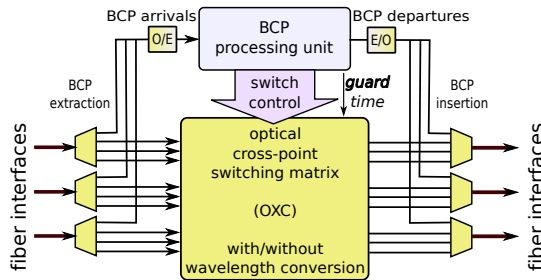 BCP arrivals
BCP departures
O/E
BCP
processing unit
E/O
BCP
extraction
switch
control
guard
time
BCP
insertion
fiber interfaces
optical
cross-point
switching matrix
(OXC)
with/without
wavelength conversion
fiber interfaces